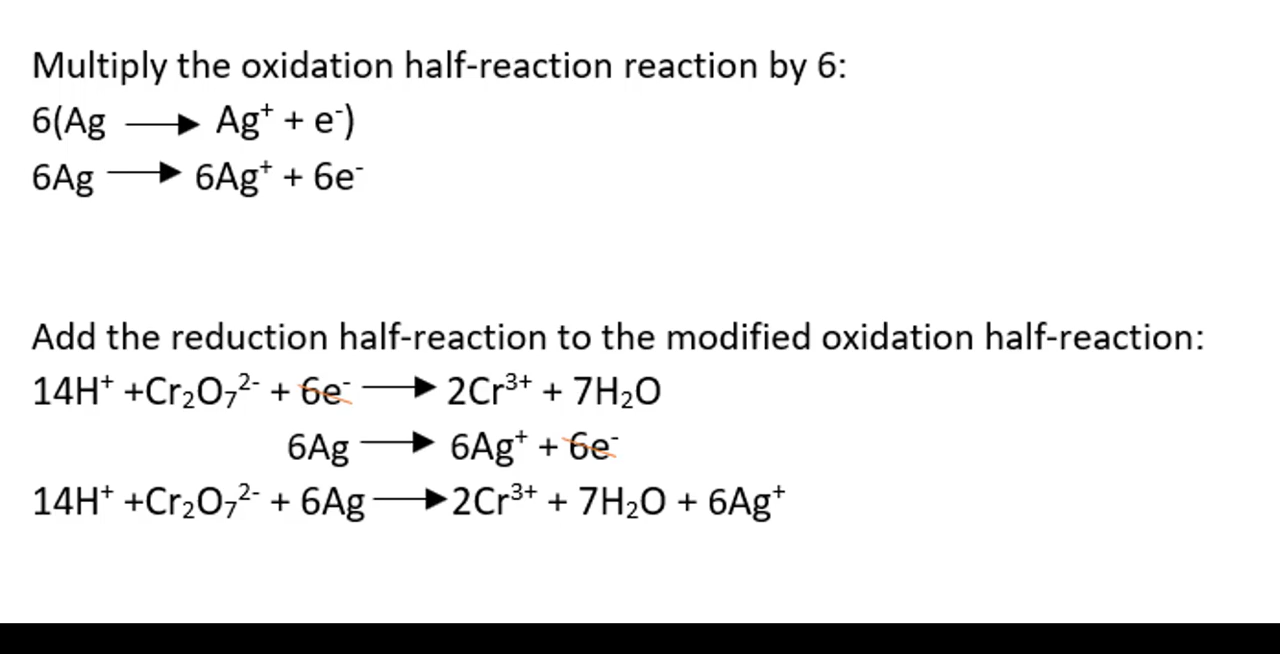 Multiply the oxidation half-reaction reaction by 6:
6(Ag ⟶ Ag⁺ + e⁻)
6Ag ⟶ 6Ag⁺ + 6e⁻
Add the reduction half-reaction to the modified oxidation half-reaction:
14H⁺ +Cr₂O₇²⁻ + 6e⁻ ⟶ 2Cr³⁺ + 7H₂O
6Ag ⟶ 6Ag⁺ + 6e⁻
14H⁺ +Cr₂O₇²⁻ + 6Ag ⟶ 2Cr³⁺ + 7H₂O + 6Ag⁺